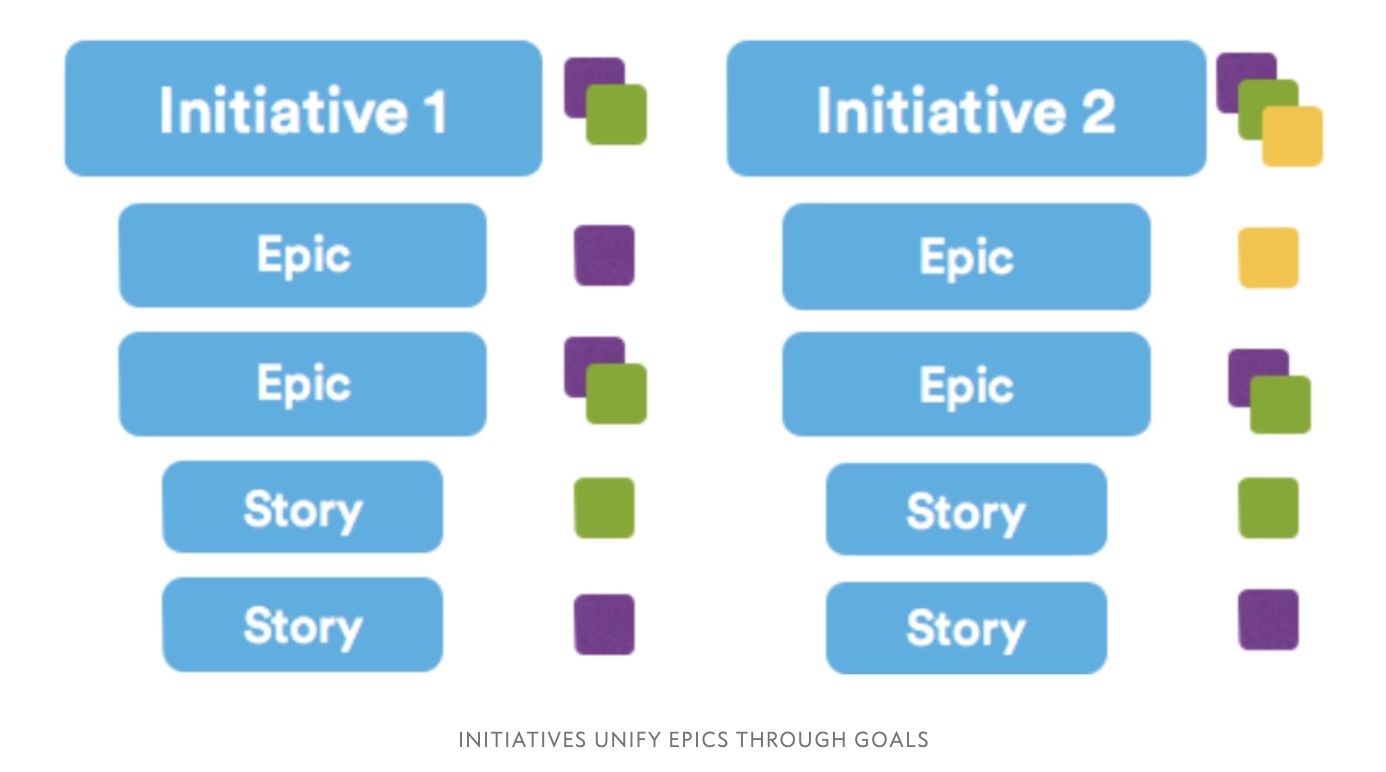 Initiative 1
Epic
Epic
Story
Story
Initiative 2
Epic
Epic
Story
Story
INITIATIVES UNIFY EPICS THROUGH GOALS